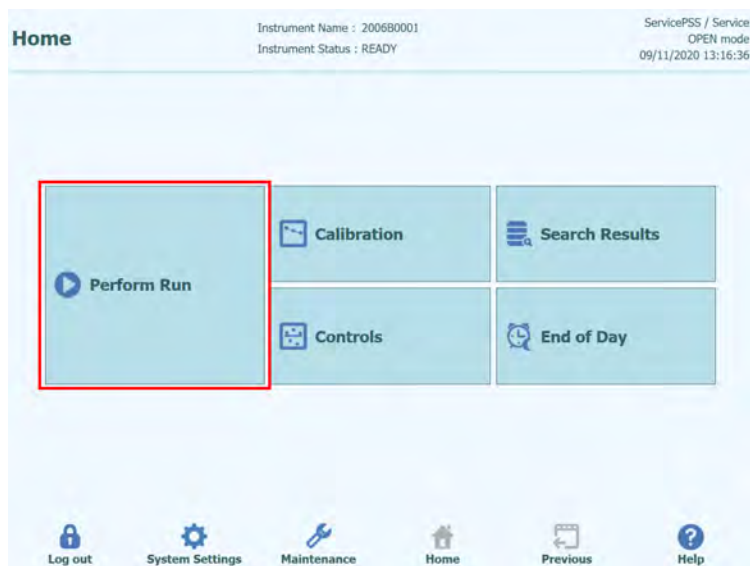 Home
Instrument Name : 2006B0001
Instrument Status : READY
ServicePSS / Service
OPEN mode
09/11/2020 13:16:36
Perform Run
Calibration
Search Results
Controls
End of Day
Log out
System Settings
Maintenance
Home
Previous
Help